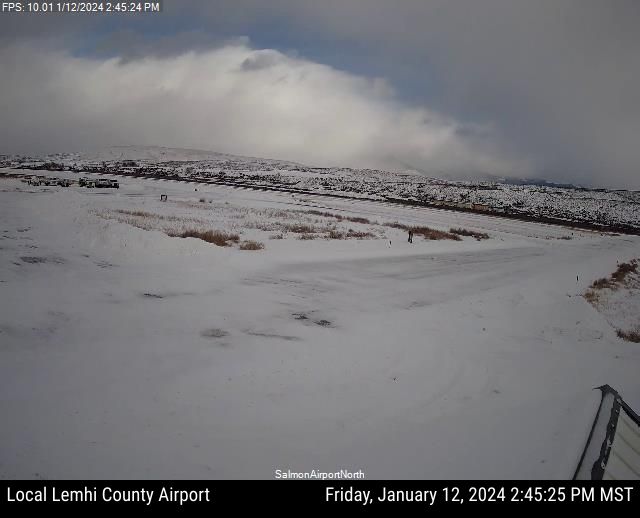 FPS: 10.01 1/12/2024 2:45:24 PM
SalmonAirportNorth
Local Lemhi County Airport Friday, January 12, 2024 2:45:25 PM MST